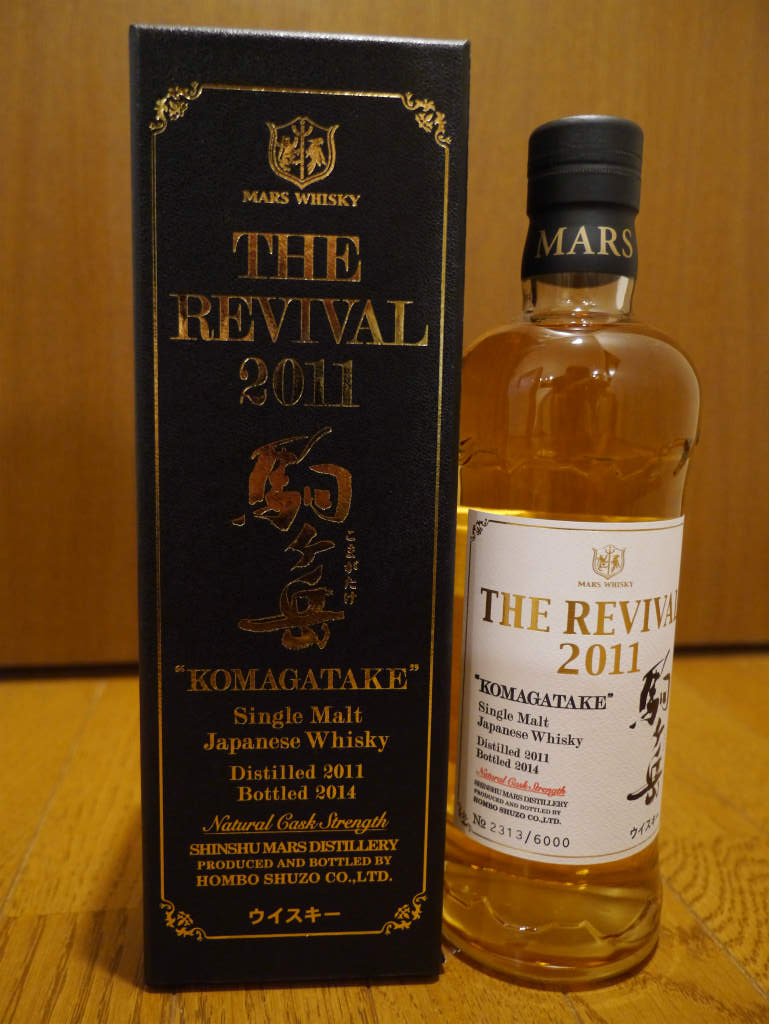 MARS WHISKY
THE
REVIVAL
2011
駒ヶ岳
こまがたけ
"KOMAGATAKE"
Single Malt
Japanese Whisky
Distilled 2011
Bottled 2014
Natural Cask Strength
SHINSHU MARS DISTILLERY
PRODUCED AND BOTTLED BY
HOMBO SHUZO CO.,LTD.
ウイスキー
MARS
MARS WHISKY
THE REVIVAL
2011
"KOMAGATAKE"
Single Malt
Japanese Whisky
Distilled 2011
Bottled 2014
Natural Cask Strength
SHINSHU MARS DISTILLERY
PRODUCED AND BOTTLED BY
HOMBO SHUZO CO.,LTD.
№ 2313/6000
駒ヶ岳
ウイスキー